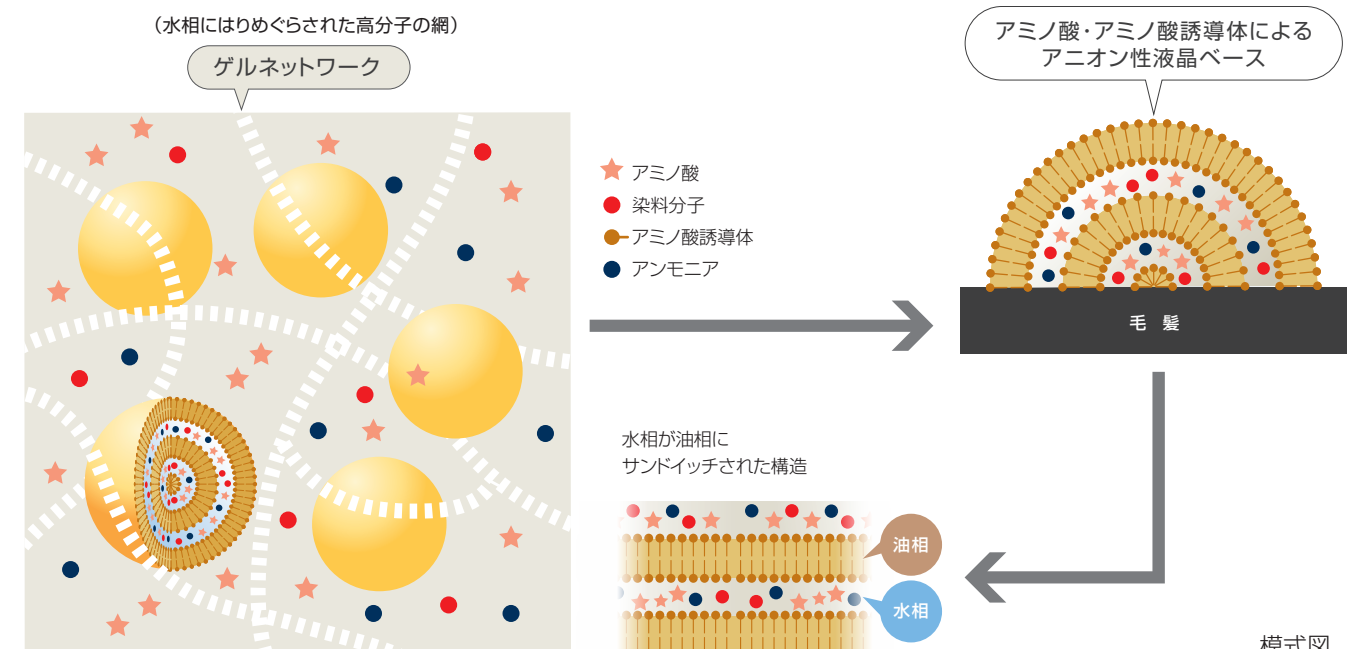 （水相にはりめぐらされた高分子の網）
ゲルネットワーク
アミノ酸・アミノ酸誘導体による
アニオン性液晶ベース
アミノ酸
染料分子
アミノ酸誘導体
アンモニア
毛 髪
水相が油相に
サンドイッチされた構造
油相
水相
模式図